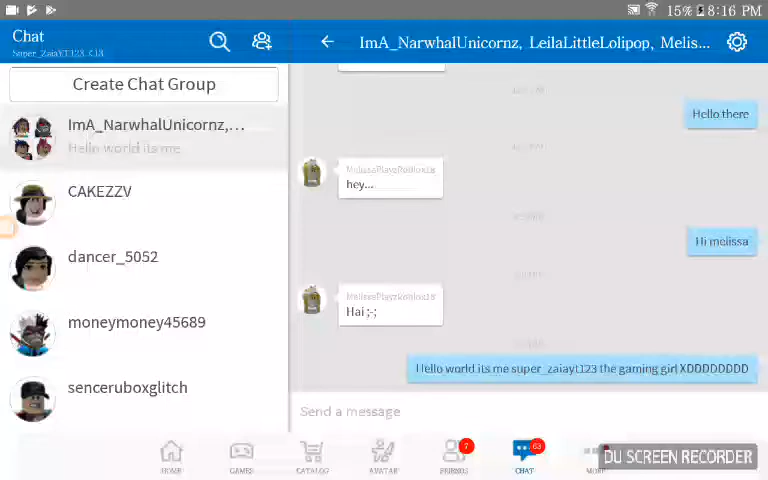 15% 8:16 PM
Chat
ImA_NarwhalUnicornz, LeilaLittleLolipop, Melis...
Create Chat Group
ImA_NarwhalUnicornz,...
Hello world its me
CAKEZZV
dancer_5052
moneymoney45689
senceruboxglitch
Hello there
hey...
Hi melissa
Hai ;-;
Hello world its me super_zaiayt123 the gaming girl XDDDDDDDD
Send a message
7
63
HOME
GAMES
CATALOG
AVATAR
FRIENDS
CHAT
DU SCREEN RECORDER